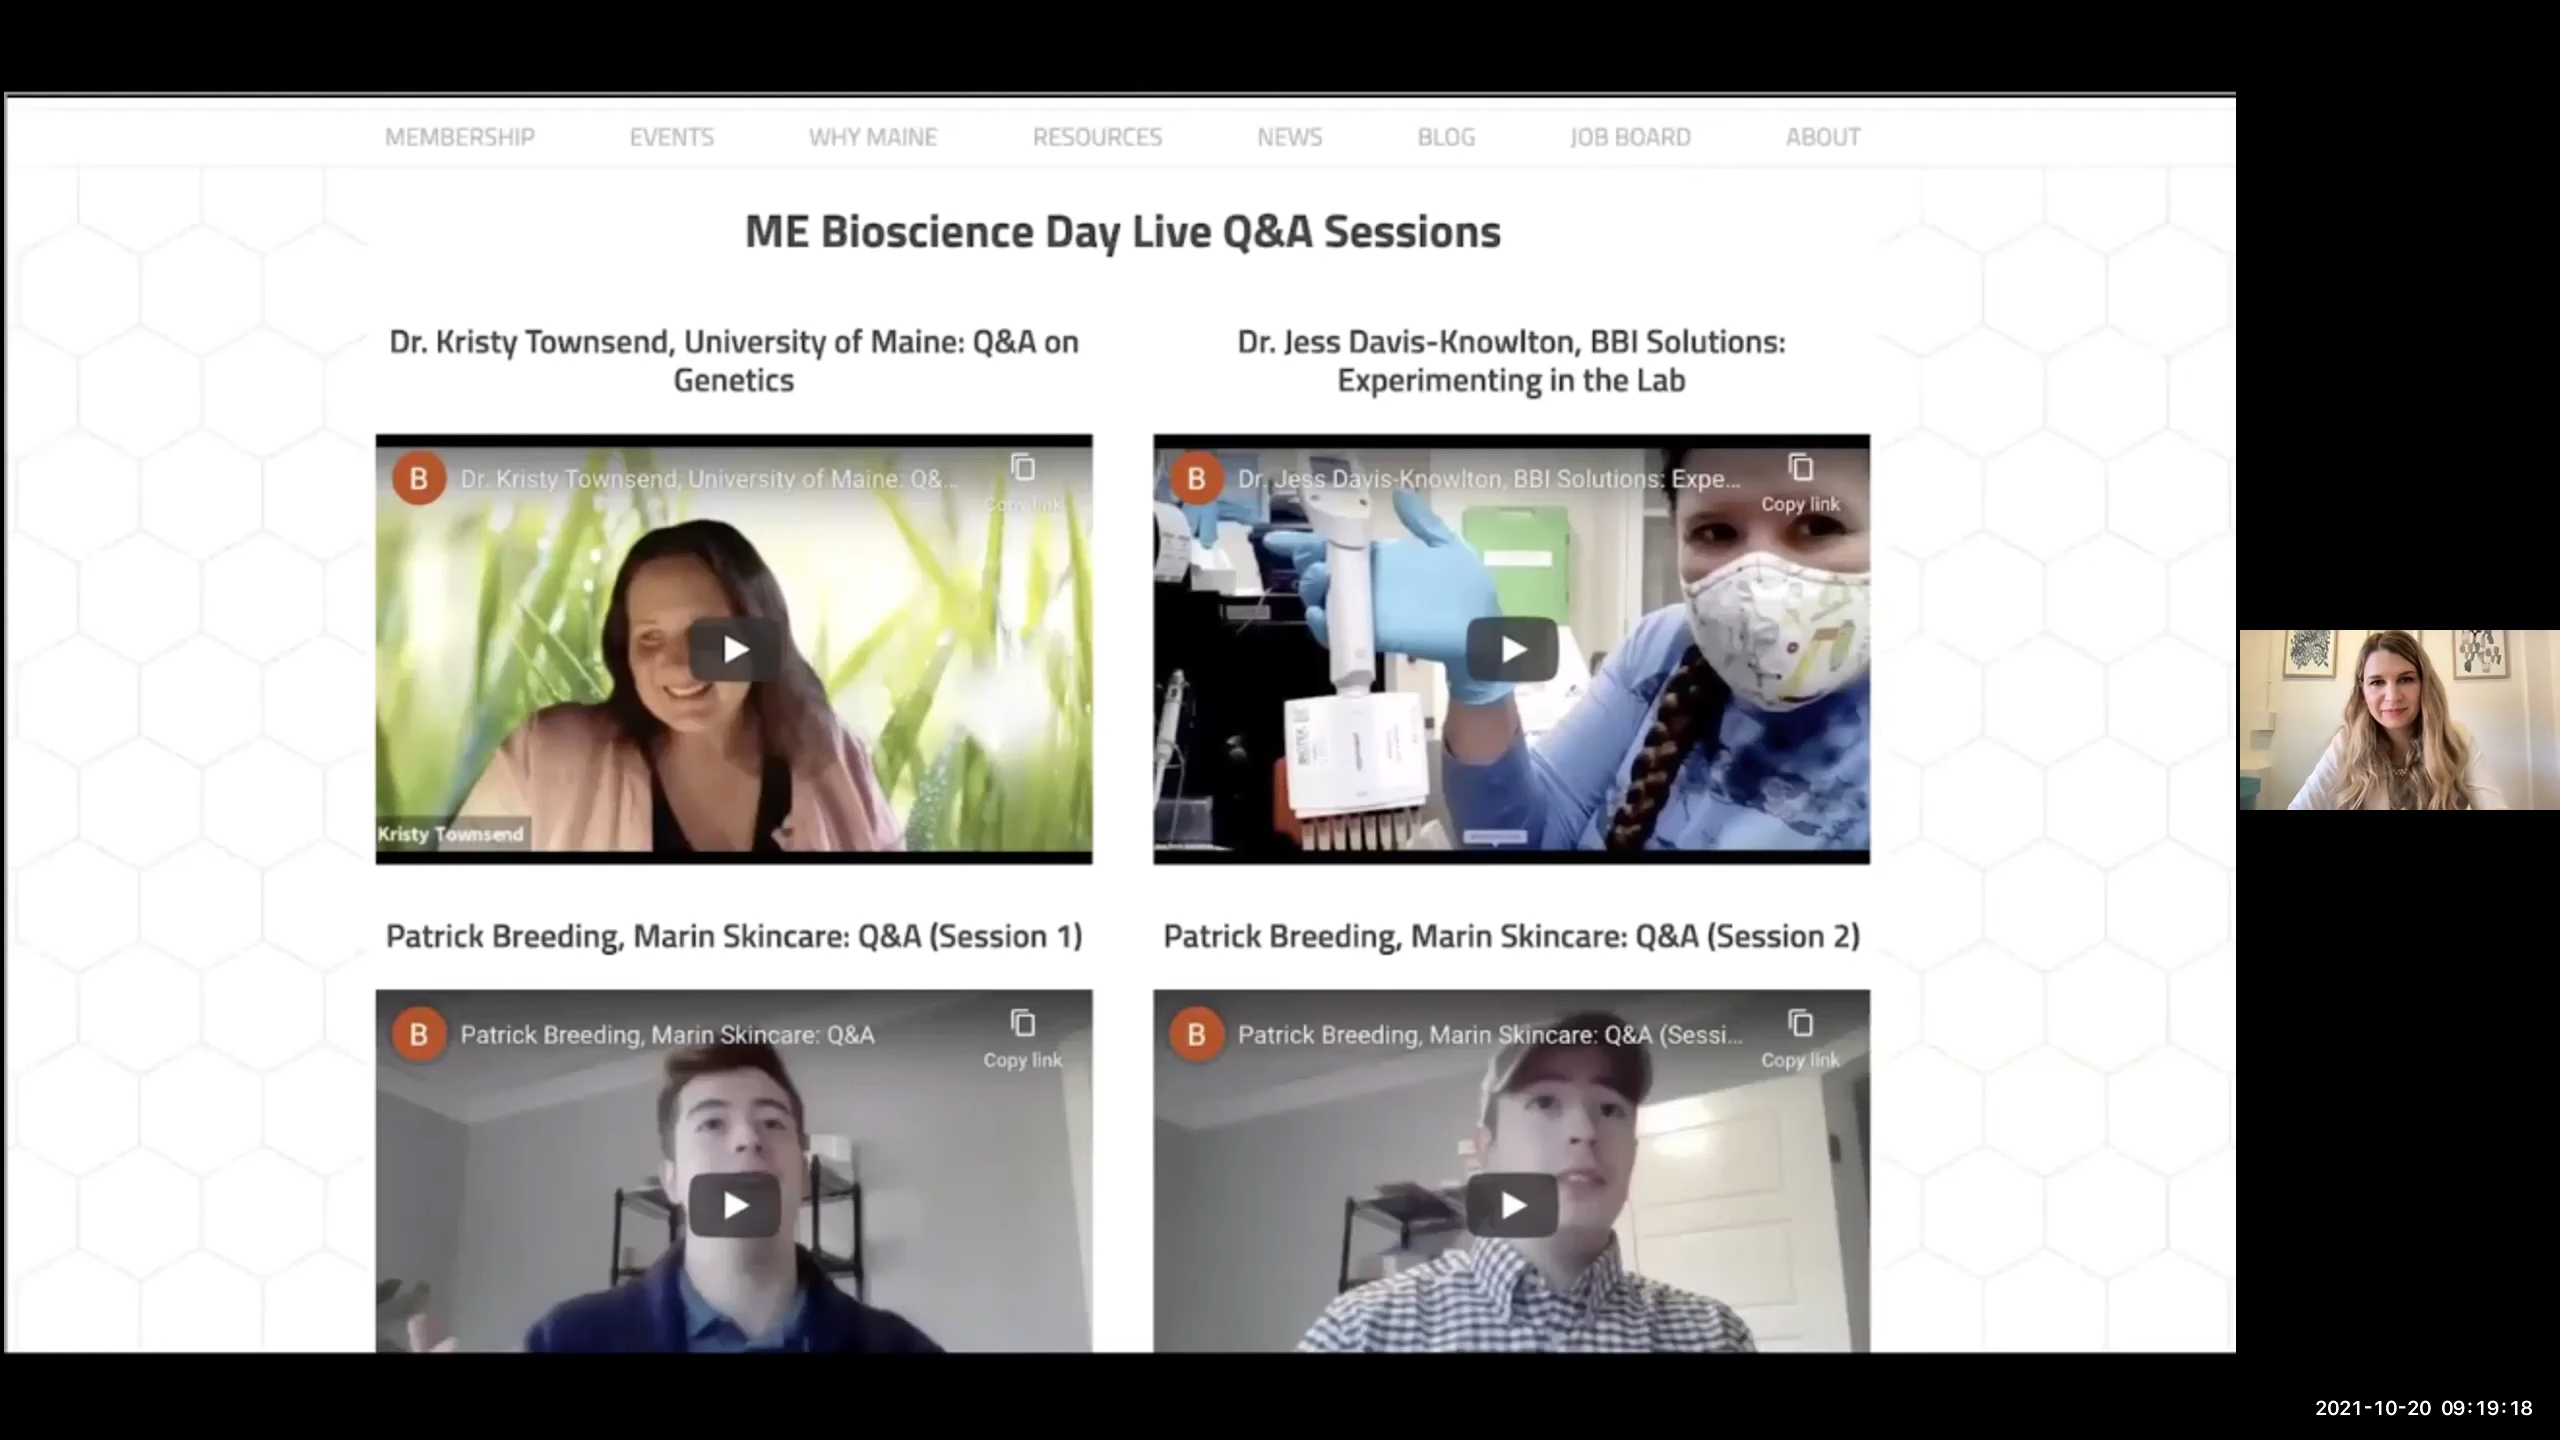 MEMBERSHIP EVENTS WHY MAINE RESOURCES NEWS BLOG JOB BOARD ABOUT
ME Bioscience Day Live Q&A Sessions
Dr. Kristy Townsend, University of Maine: Q&A on
Genetics
Dr. Jess Davis-Knowlton, BBI Solutions:
Experimenting in the Lab
B Dr. Kristy Townsend, University of Maine: Q&...
Copy link
Kristy Townsend
B Dr. Jess Davis-Knowlton, BBI Solutions: Expe...
Copy link
Patrick Breeding, Marin Skincare: Q&A (Session 1)
Patrick Breeding, Marin Skincare: Q&A (Session 2)
B Patrick Breeding, Marin Skincare: Q&A
Copy link
B Patrick Breeding, Marin Skincare: Q&A (Sessi...
Copy link
2021-10-20 09:19:18